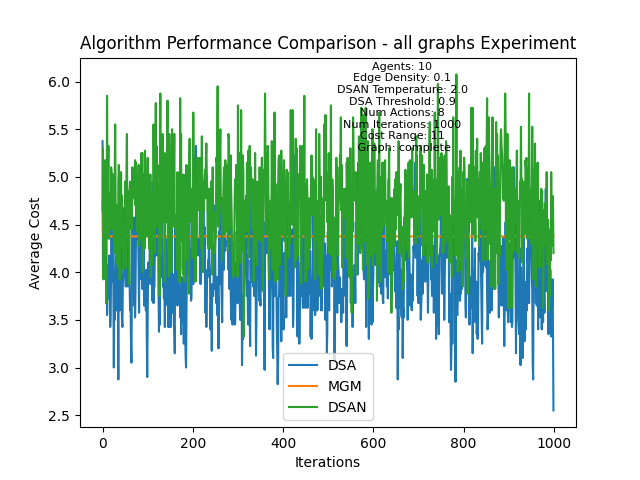 Algorithm Performance Comparison - all graphs Experiment
Agents: 10
Edge Density: 0.1
DSAN Temperature: 2.0
DSA Threshold: 0.9
Num Actions: 8
Num Iterations: 1000
Cost Range: 11
Graph: complete
Average Cost
6.0
5.5
5.0
4.5
4.0
3.5
3.0
2.5
DSA
MGM
DSAN
0
200
400
600
800
1000
Iterations